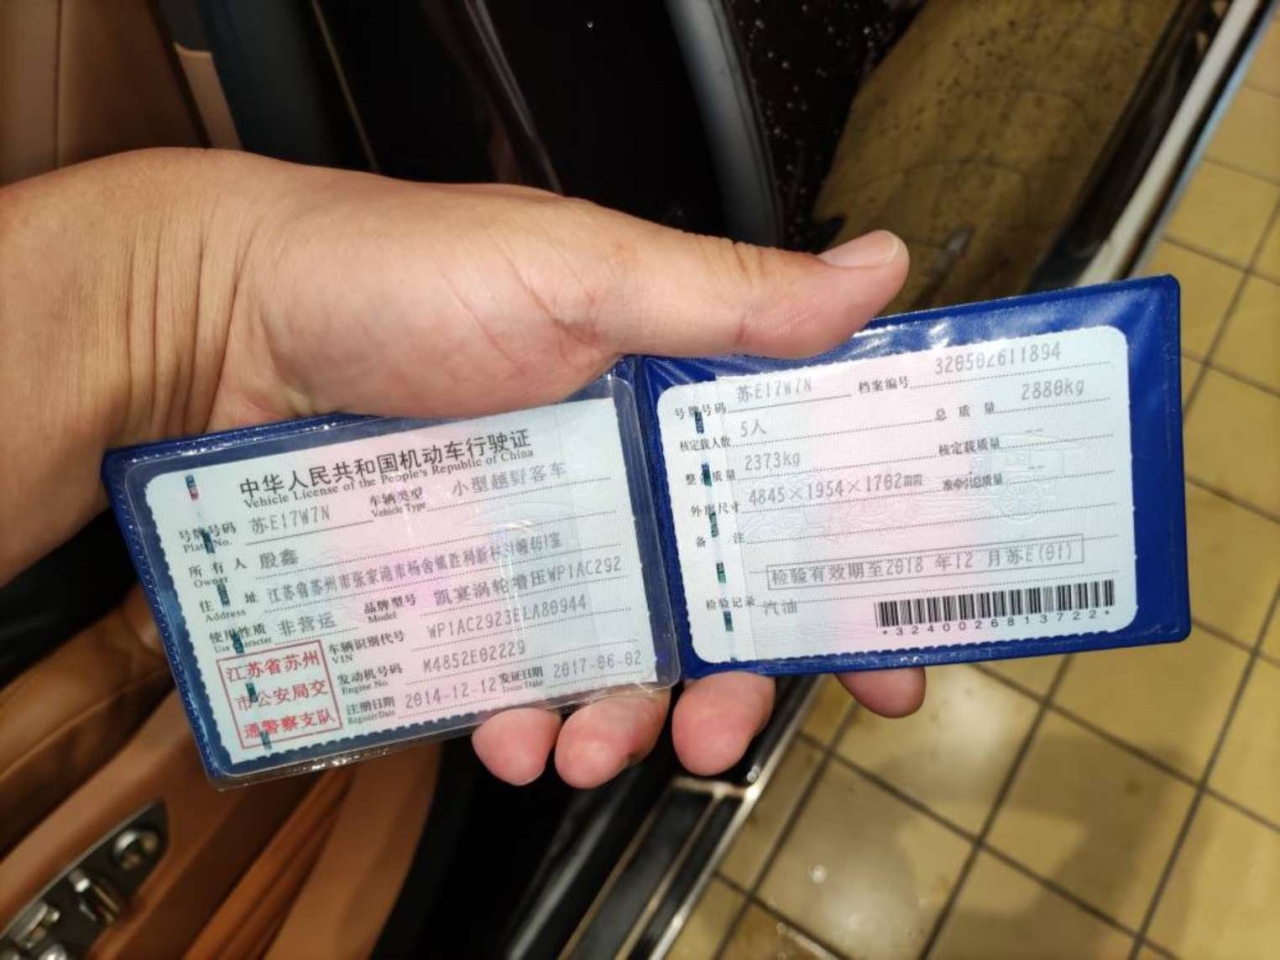 中华人民共和国机动车行驶证
Vehicle License of the People's Republic of China
号牌号码 苏E17W7N 车辆类型 小型越野客车
Plate No. Vehicle Type
所有人 殷鑫
Owner
住址 江苏省苏州市张家港市杨舍镇胜利新村 401室
Address
使用性质 非营运 品牌型号 凯宴涡轮增压WP1AC292
Use Character Model
江苏省苏州
市公安局交
通警察支队
车辆识别代号 WP1AC2923ELA80944
VIN
发动机号码 M4852E02229
Engine No.
注册日期 2014-12-12 发证日期 2017-06-02
Register Date Issue Date
号牌号码 苏E17W7N 档案编号 320502611894
核定载人数 5人 总质量 2880kg
整备质量 2373kg 核定载质量 --
外廓尺寸 4845×1954×1702mm 准牵引总质量 --
备注
检验有效期至2018 年12 月苏E(01)
检验记录 汽油
*3240026813722*